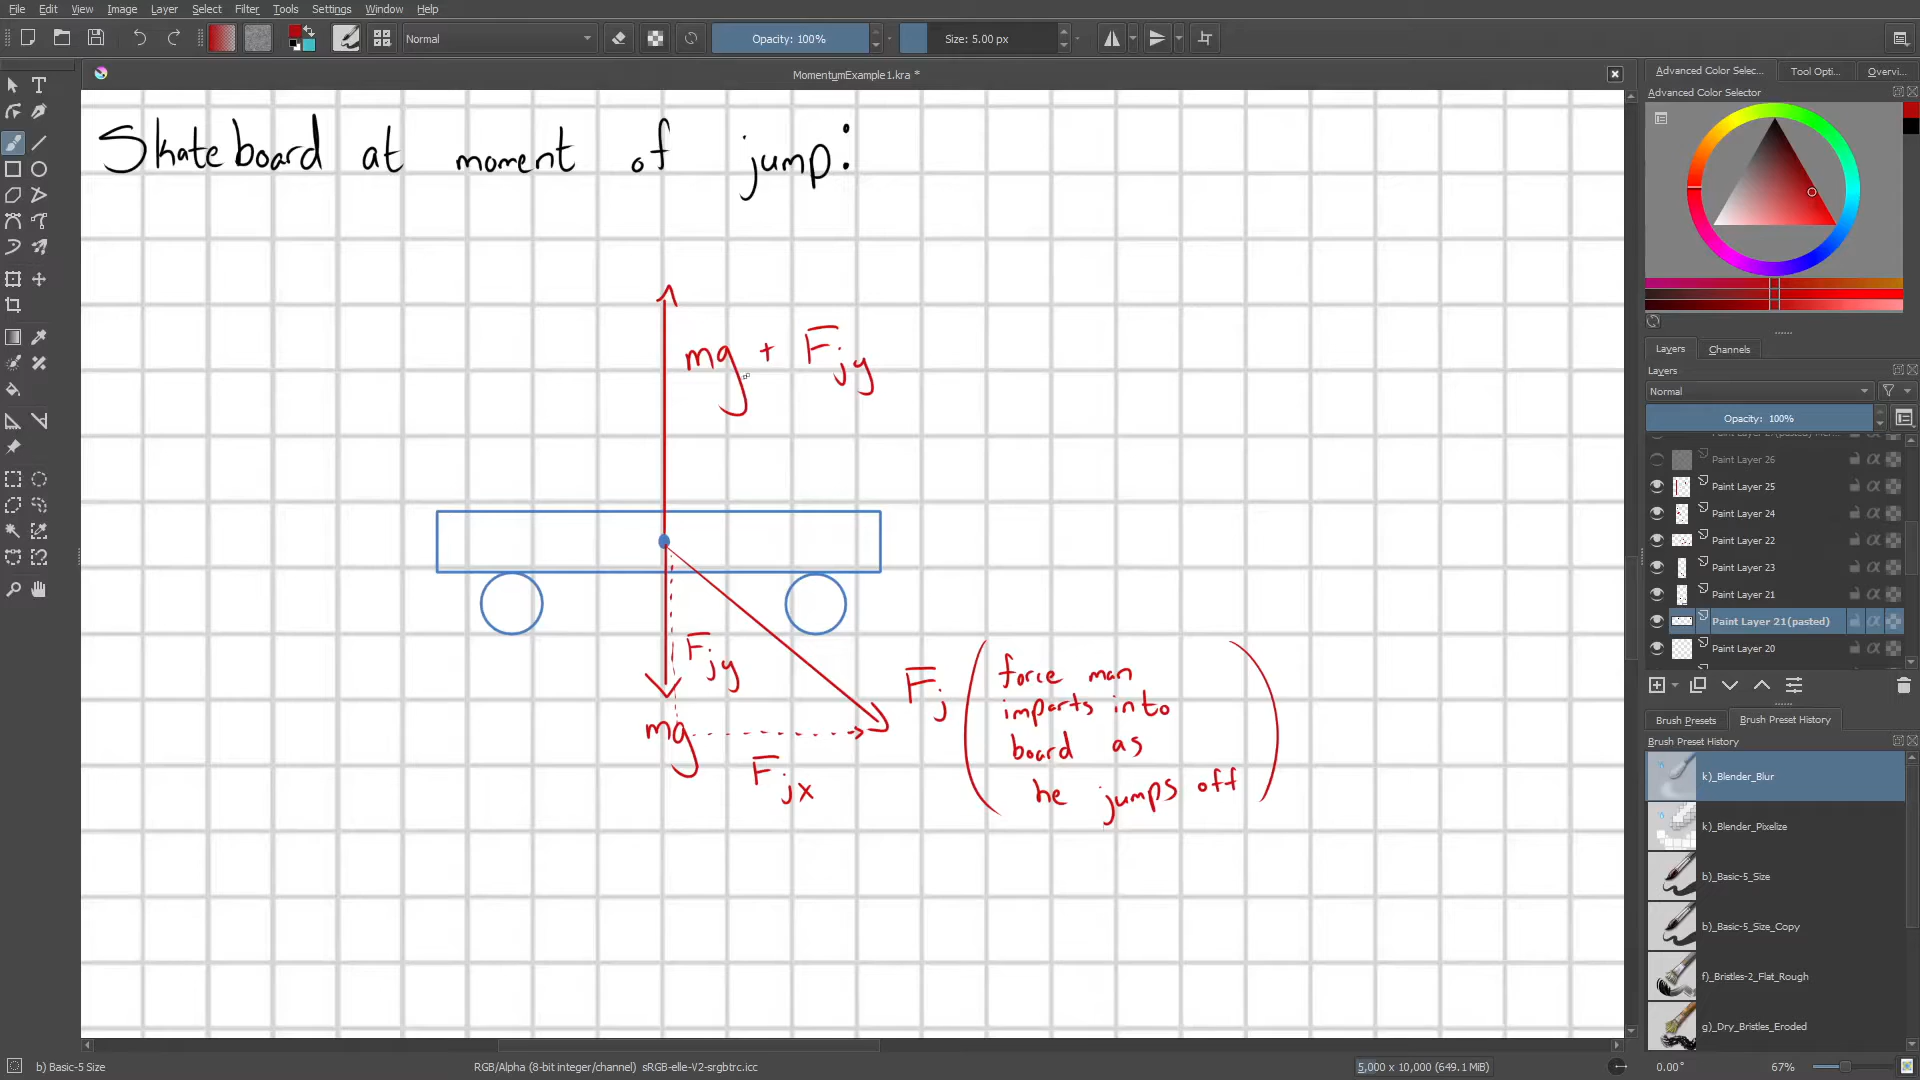 File Edit View Image Layer Select Filter Tools Settings Window Help
Normal
Opacity: 100%
Size: 5.00 px
MomentumExample1.kra *
Advanced Color Selec... Tool Opti... Overvi...
Advanced Color Selector
Skateboard at moment of jump:
mg + Fjy
Fjy
mg
Fjx
Fj
force man
imparts into
board as
he jumps off
Layers Channels
Layers
Normal
Opacity: 100%
Paint Layer 26
Paint Layer 25
Paint Layer 24
Paint Layer 22
Paint Layer 23
Paint Layer 21
Paint Layer 21(pasted)
Paint Layer 20
Brush Presets Brush Preset History
Brush Preset History
k)_Blender_Blur
k)_Blender_Pixelize
b)_Basic-5_Size
b)_Basic-5_Size_Copy
f)_Bristles-2_Flat_Rough
g)_Dry_Bristles_Eroded
b) Basic-5 Size
RGB/Alpha (8-bit integer/channel) sRGB-elle-V2-srgbtrc.icc
5,000 x 10,000 (649.1 MiB)
0.00°
67%